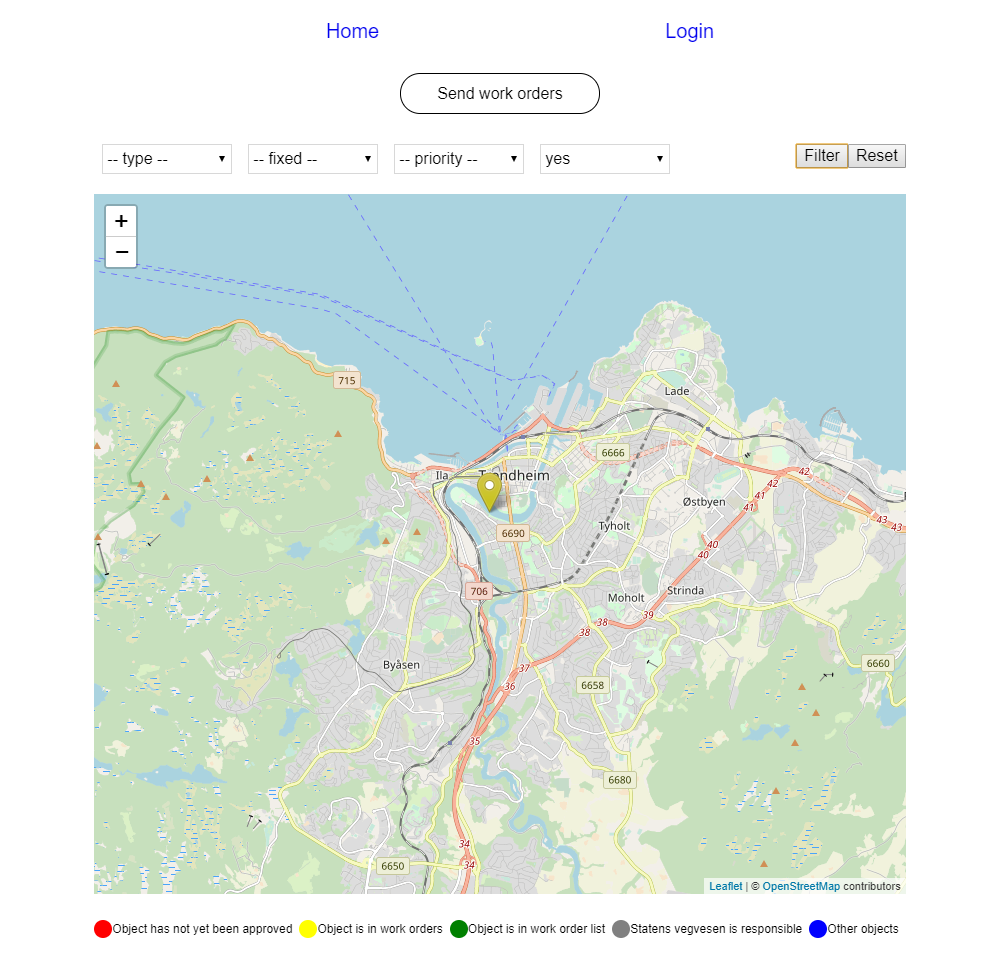 Home Login
Send work orders
-- type -- -- fixed -- -- priority -- yes Filter Reset
+
−
715
Lade
6666
Ila Trondheim
42
42
41
Østbyen
41
43
43
Tyholt
6690
40
40
706
Moholt Strinda
39
38
38
Byåsen
6660
37
36
6658
35
6680
34
34
6650
Leaflet | © OpenStreetMap contributors
Object has not yet been approved Object is in work orders Object is in work order list Statens vegvesen is responsible Other objects